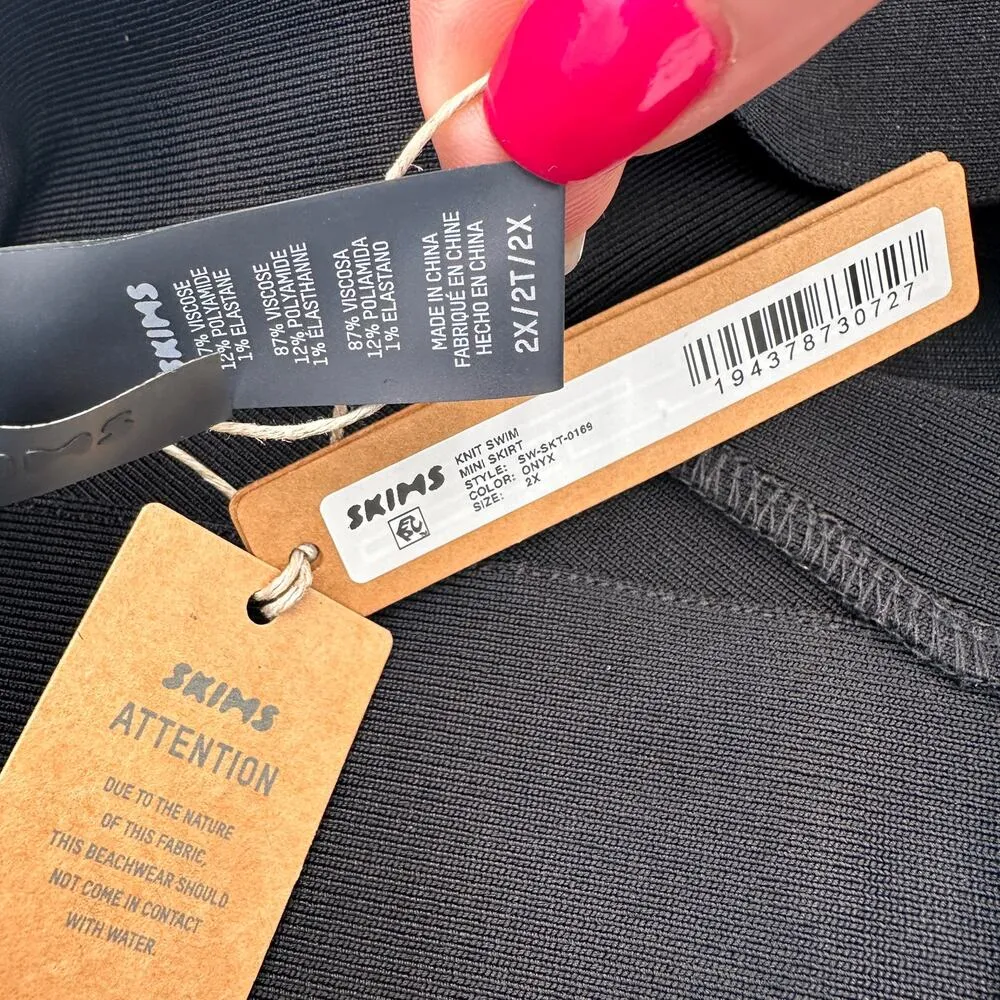 SKIMS
87% VISCOSE
12% POLYAMIDE
1% ELASTANE
87% VISCOSE
12% POLYAMIDE
1% ÉLASTHANNE
87% VISCOSA
12% POLIAMIDA
1% ELASTANO
MADE IN CHINA
FABRIQUÉ EN CHINE
HECHO EN CHINA
2X/2T/2X
SKIMS
KNIT SWIM
MINI SKIRT
STYLE: SW-SKT-0169
COLOR: ONYX
SIZE: 2X
194378730727
SKIMS
ATTENTION
DUE TO THE NATURE
OF THIS FABRIC,
THIS BEACHWEAR SHOULD
NOT COME IN CONTACT
WITH WATER.